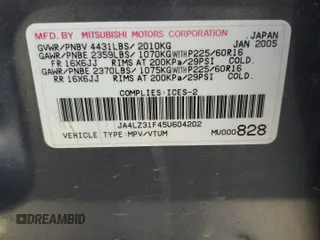 MFD BY MITSUBISHI MOTORS CORPORATION JAPAN
GVWR/PNBV 4431LBS/ 2010KG JAN 2005
GAWR/PNBE 2359LBS/ 1070KG WITH P225/60R16
FR 16X6JJ RIMS AT 200KPa/29PSI COLD
GAWR/PNBE 2370LBS/ 1075KG WITH P225/60R16
RR 16X6JJ RIMS AT 200KPa/29PSI COLD
COMPLIES:ICES-2
JA4LZ31F45U604202
VEHICLE TYPE:MPV/VTUM MU000828